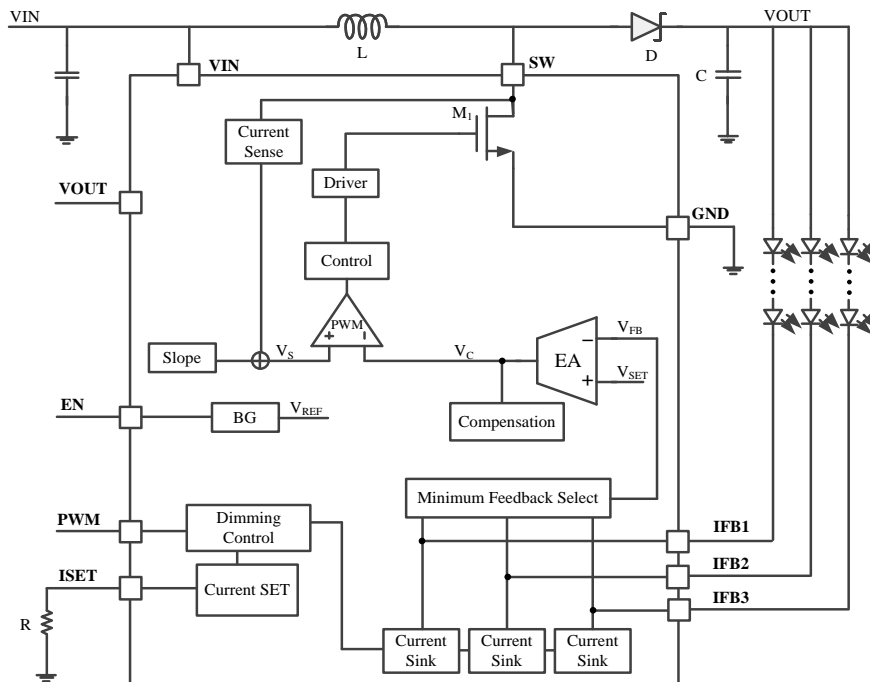 VIN
VOUT
L
D
C
VIN
SW
M1
Current
Sense
Driver
VOUT
GND
Control
PWM
+
-
VFB
Slope
VS
VC
EA
-
+
VSET
EN
BG
VREF
Compensation
Minimum Feedback Select
PWM
Dimming
Control
IFB1
ISET
Current SET
IFB2
IFB3
R
Current
Sink
Current
Sink
Current
Sink